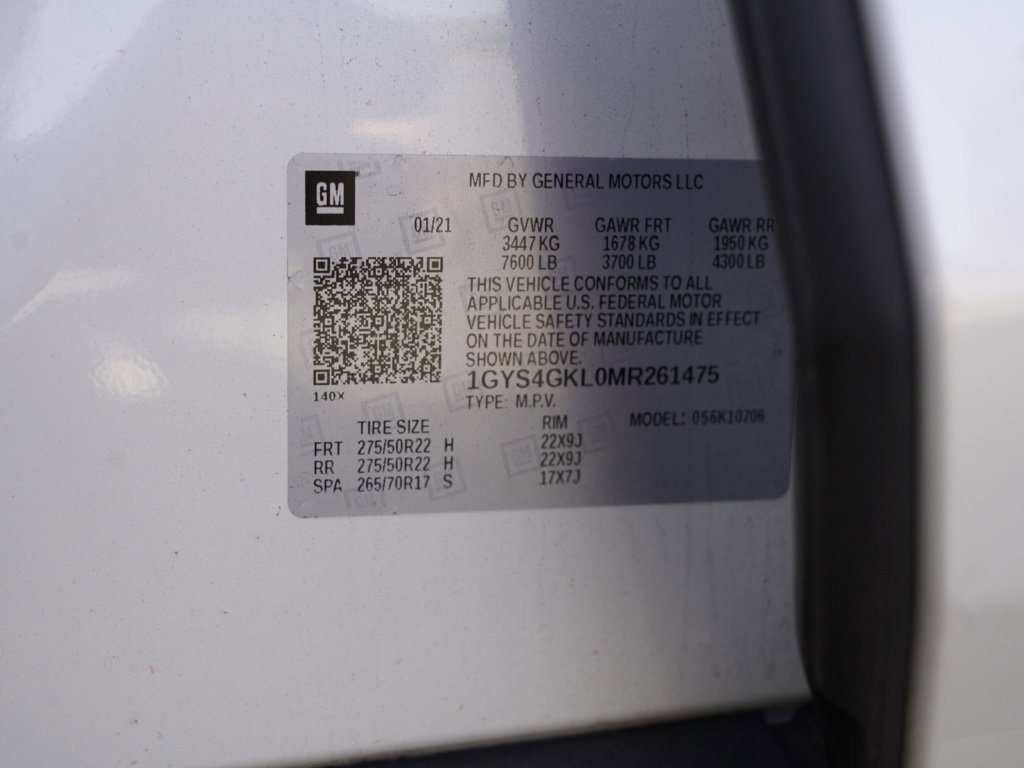 GM
MFD BY GENERAL MOTORS LLC
01/21 GVWR GAWR FRT GAWR RR
3447 KG 1678 KG 1950 KG
7600 LB 3700 LB 4300 LB
THIS VEHICLE CONFORMS TO ALL
APPLICABLE U.S. FEDERAL MOTOR
VEHICLE SAFETY STANDARDS IN EFFECT
ON THE DATE OF MANUFACTURE
SHOWN ABOVE.
1GYS4GKL0MR261475
140X
TYPE: M.P.V.
TIRE SIZE RIM MODEL: 056K10706
FRT 275/50R22 H 22X9J
RR 275/50R22 H 22X9J
SPA 265/70R17 S 17X7J